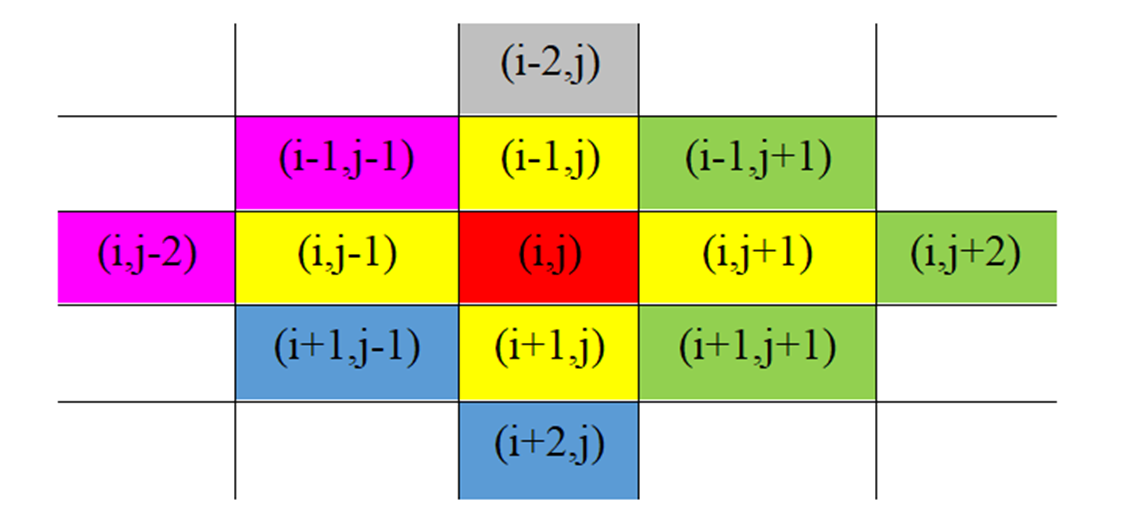 (i-2,j)
(i-1,j-1) (i-1,j) (i-1,j+1)
(i,j-2) (i,j-1) (i,j) (i,j+1) (i,j+2)
(i+1,j-1) (i+1,j) (i+1,j+1)
(i+2,j)